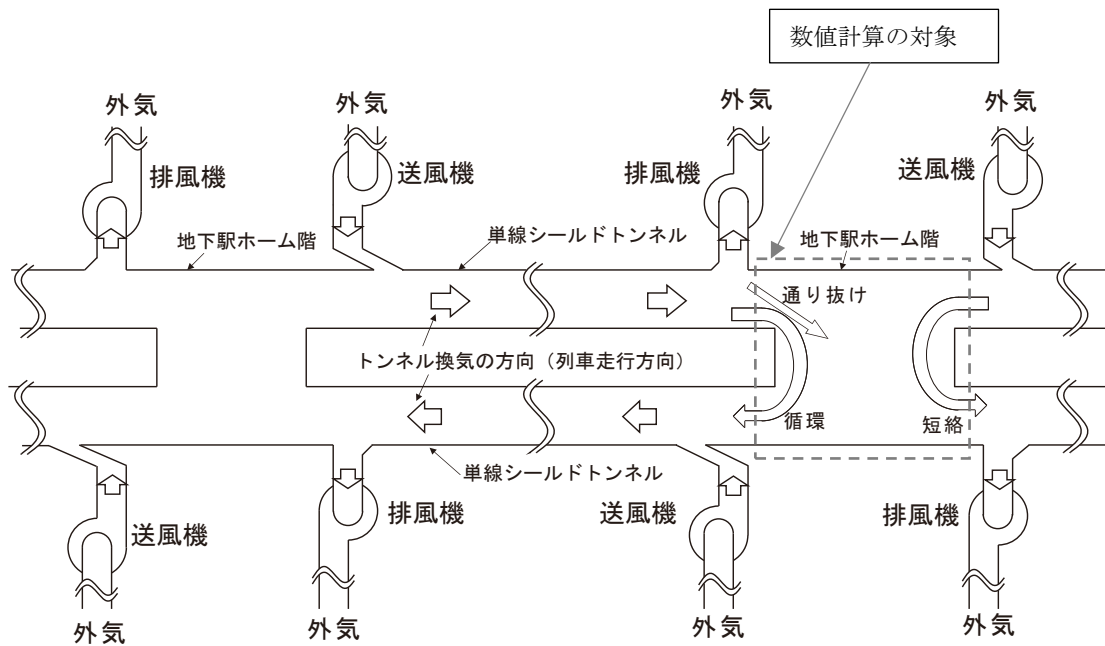 数値計算の対象
外気
外気
外気
外気
排風機
送風機
排風機
送風機
地下駅ホーム階
単線シールドトンネル
地下駅ホーム階
通り抜け
トンネル換気の方向（列車走行方向）
循環
短絡
単線シールドトンネル
送風機
排風機
送風機
排風機
外気
外気
外気
外気